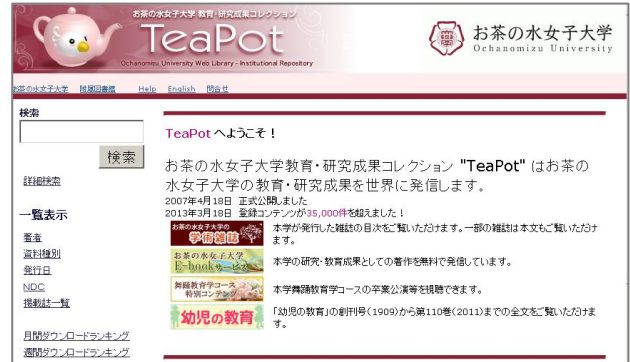 お茶の水女子大学 教育・研究成果コレクション
TeaPot
Ochanomizu University Web Library - Institutional Repository
お茶の水女子大学
Ochanomizu University
お茶の水女子大学 附属図書館 Help English 問合せ
検索
検索
詳細検索
一覧表示
著者
資料種別
発行日
NDC
掲載誌一覧
月間ダウンロードランキング
週間ダウンロードランキング
TeaPot へようこそ！
お茶の水女子大学教育・研究成果コレクション "TeaPot" はお茶の
水女子大学の教育・研究成果を世界に発信します。
2007年4月18日 正式公開しました
2013年3月18日 登録コンテンツが35,000件を超えました！
お茶の水女子大学の
学術雑誌
本学が発行した雑誌の目次をご覧いただけます。一部の雑誌は本文もご覧いただけ
ます。
お茶の水女子大学
E-bookサービス
本学の研究・教育成果としての著作を無料で発信しています。
舞踊教育学コース
特別コンテンツ
本学舞踊教育学コースの卒業公演等を視聴できます。
幼児の教育
「幼児の教育」の創刊号(1909)から第110巻(2011)までの全文をご覧いただけま
す。